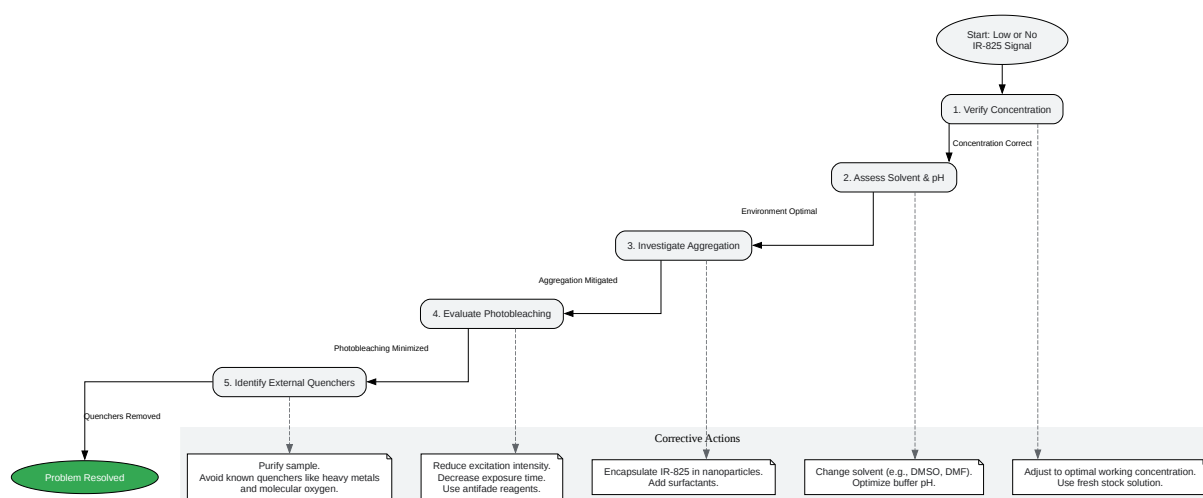 Start: Low or No
IR-825 Signal
1. Verify Concentration
Concentration Correct
2. Assess Solvent & pH
Environment Optimal
3. Investigate Aggregation
Aggregation Mitigated
4. Evaluate Photobleaching
Photobleaching Minimized
5. Identify External Quenchers
Quenchers Removed
Problem Resolved
Corrective Actions
Purify sample.
Avoid known quenchers like heavy metals
and molecular oxygen.
Reduce excitation intensity.
Decrease exposure time.
Use antifade reagents.
Encapsulate IR-825 in nanoparticles.
Add surfactants.
Change solvent (e.g., DMSO, DMF).
Optimize buffer pH.
Adjust to optimal working concentration.
Use fresh stock solution.